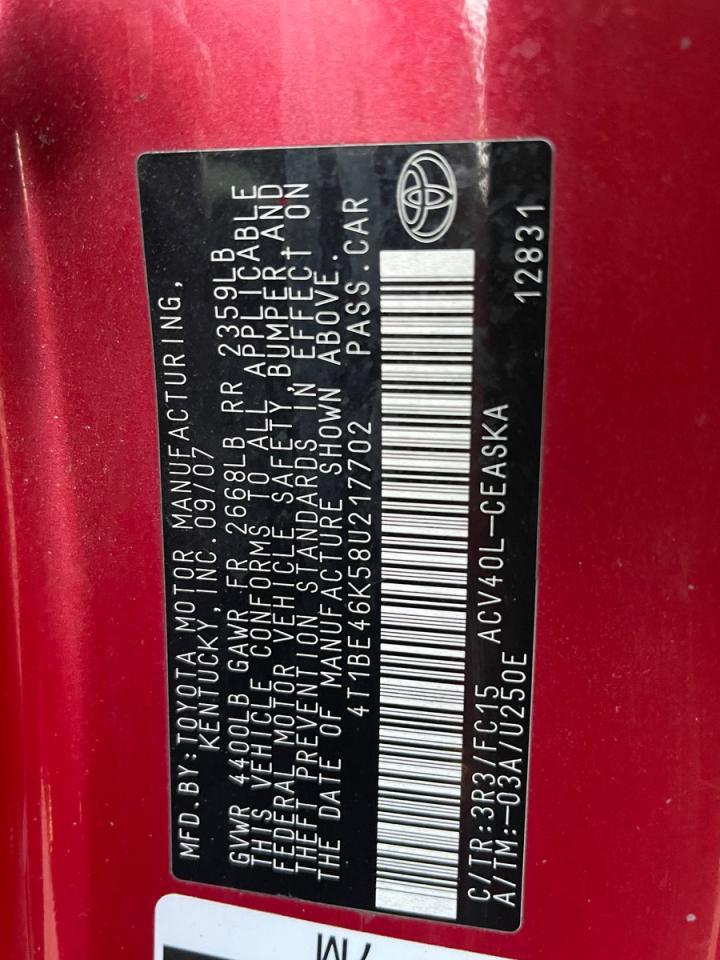 MFD.BY:TOYOTA MOTOR MANUFACTURING,
KENTUCKY, INC.09/07
GVWR 4400LB GAWR FR 2668LB RR 2359LB
THIS VEHICLE CONFORMS TO ALL APPLICABLE
FEDERAL MOTOR VEHICLE SAFETY, BUMPER, AND
THEFT PREVENTION STANDARDS IN EFFECT ON
THE DATE OF MANUFACTURE SHOWN ABOVE.
4T1BE46K58U217702 PASS.CAR
C/TR:3R3/FC15 ACV40L-CEASKA
A/TM:-03A/U250E 12831